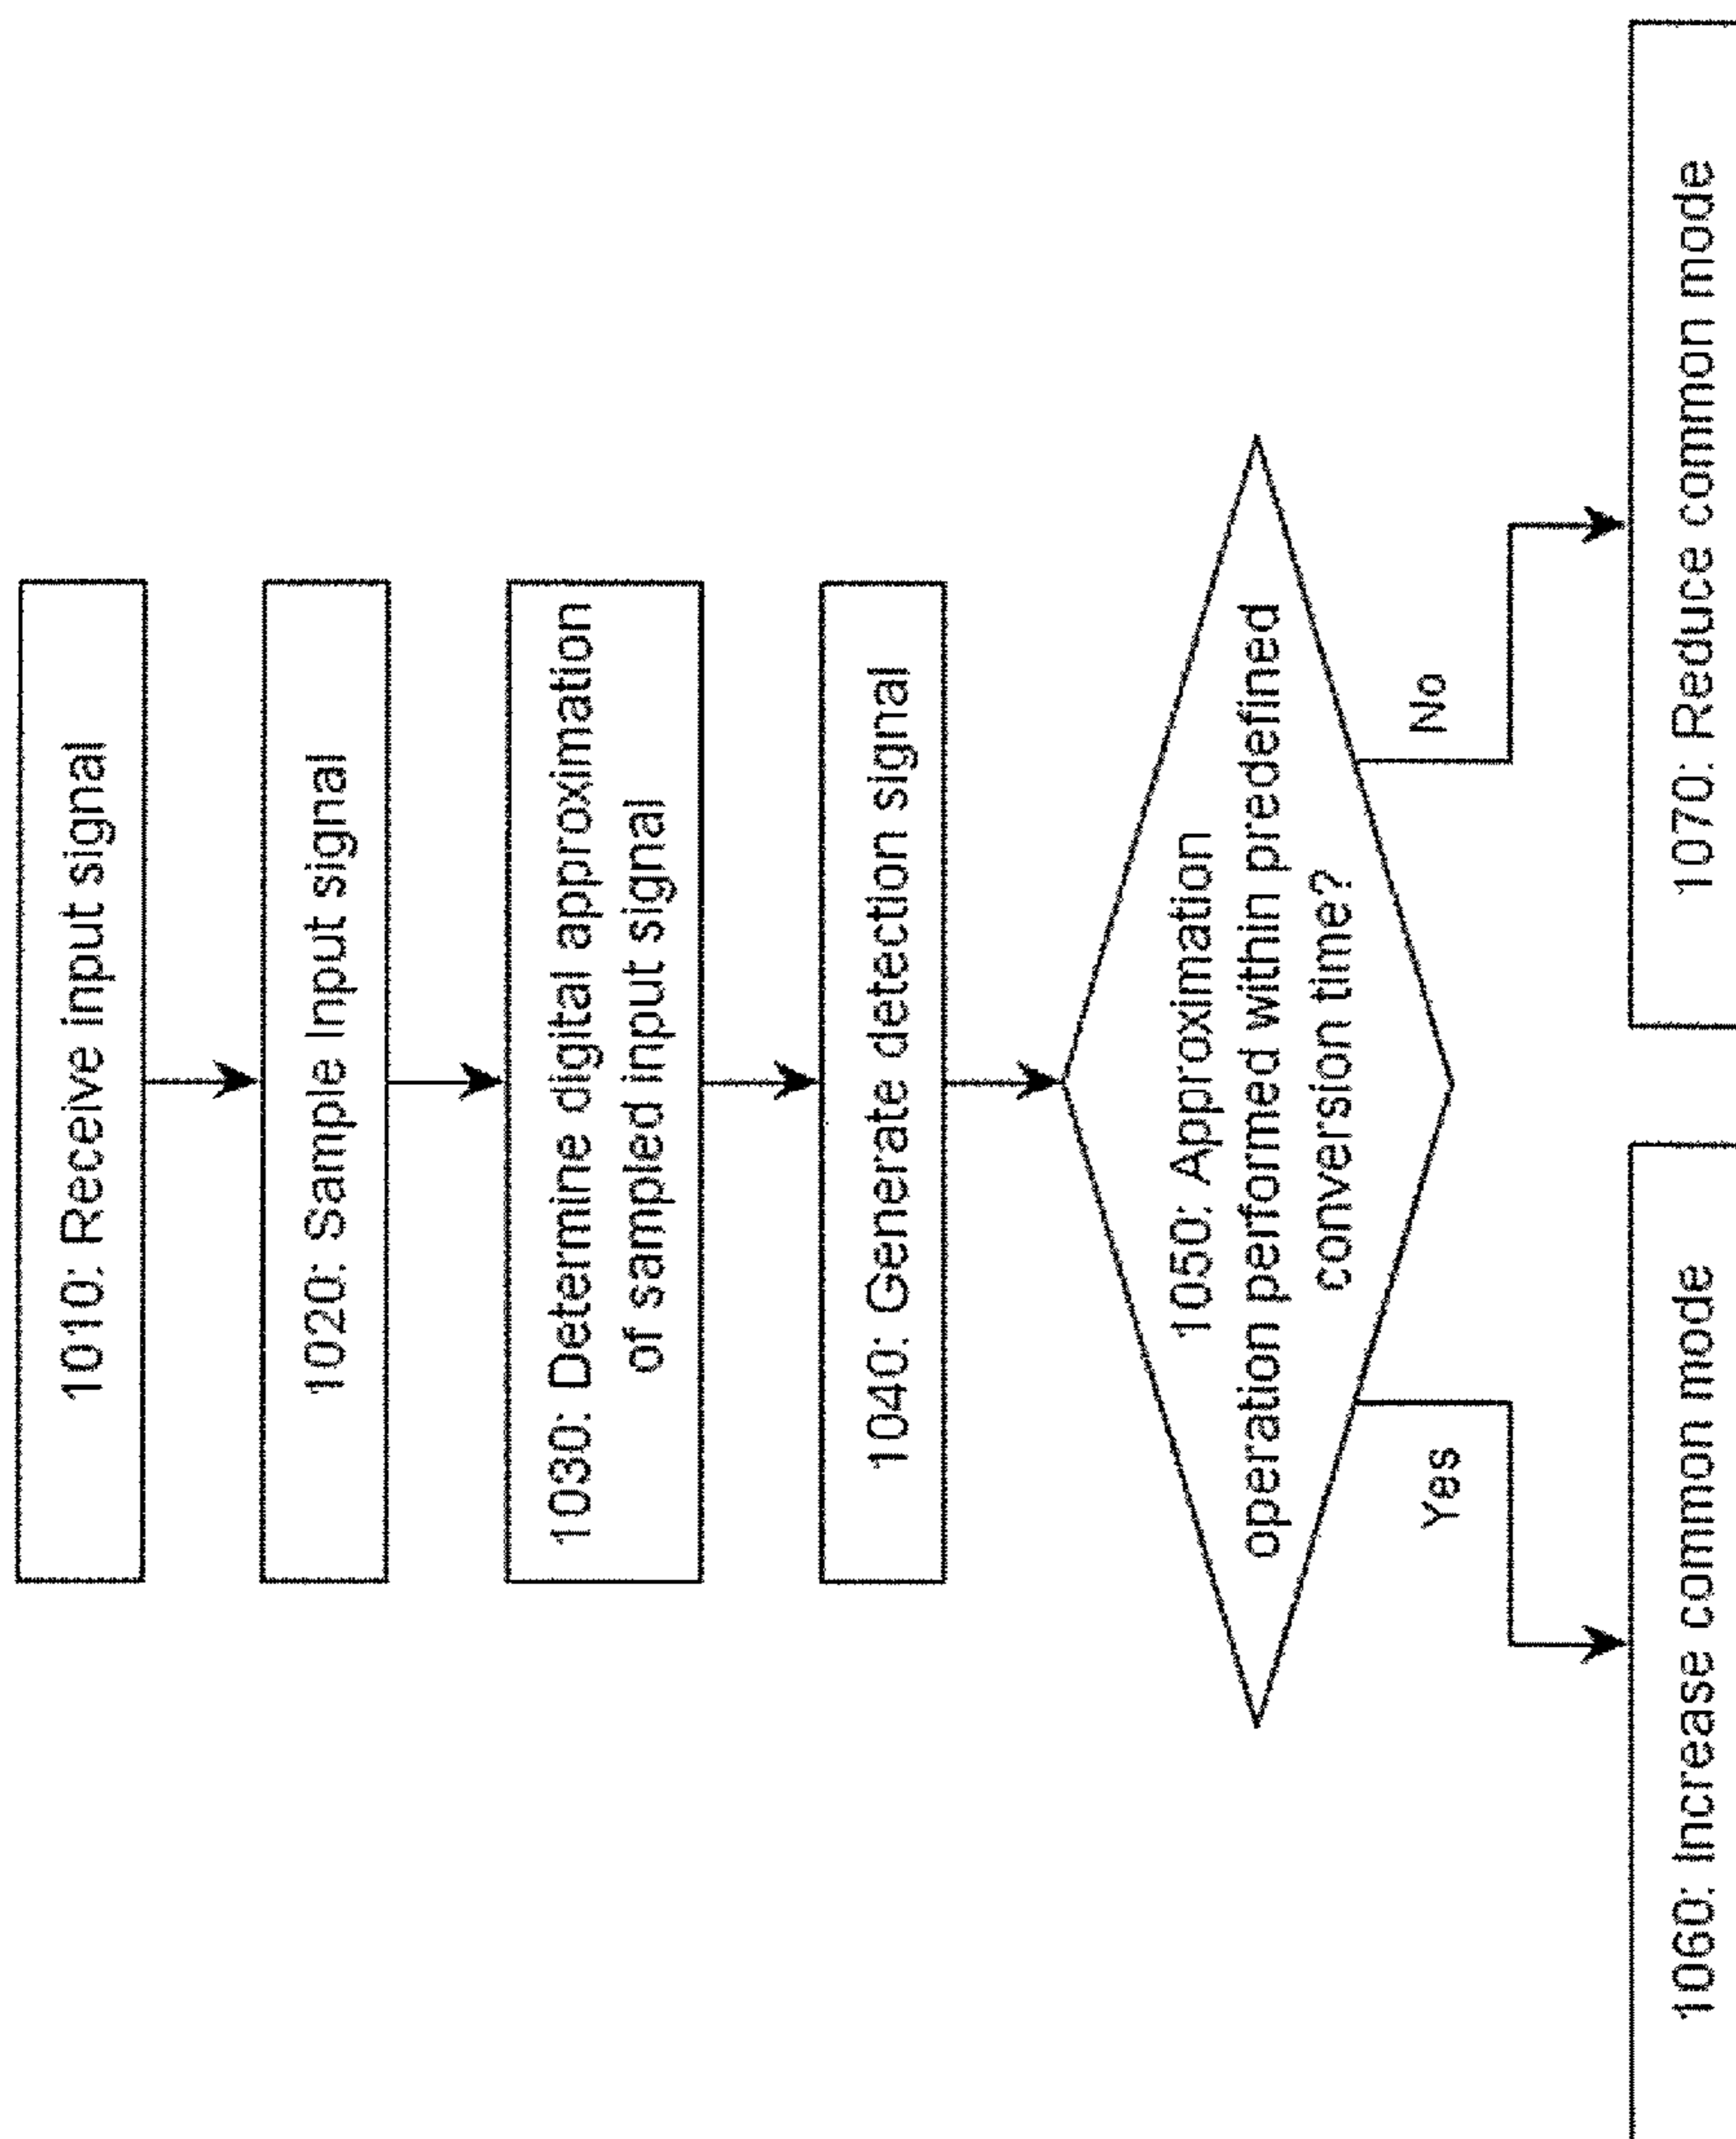 1010: Receive input signal
1020: Sample Input signal
1030: Determine digital approximation
of sampled input signal
1040: Generate detection signal
1050: Approximation
operation performed within predefined
conversion time?
Yes
No
1060: Increase common mode
1070: Reduce common mode